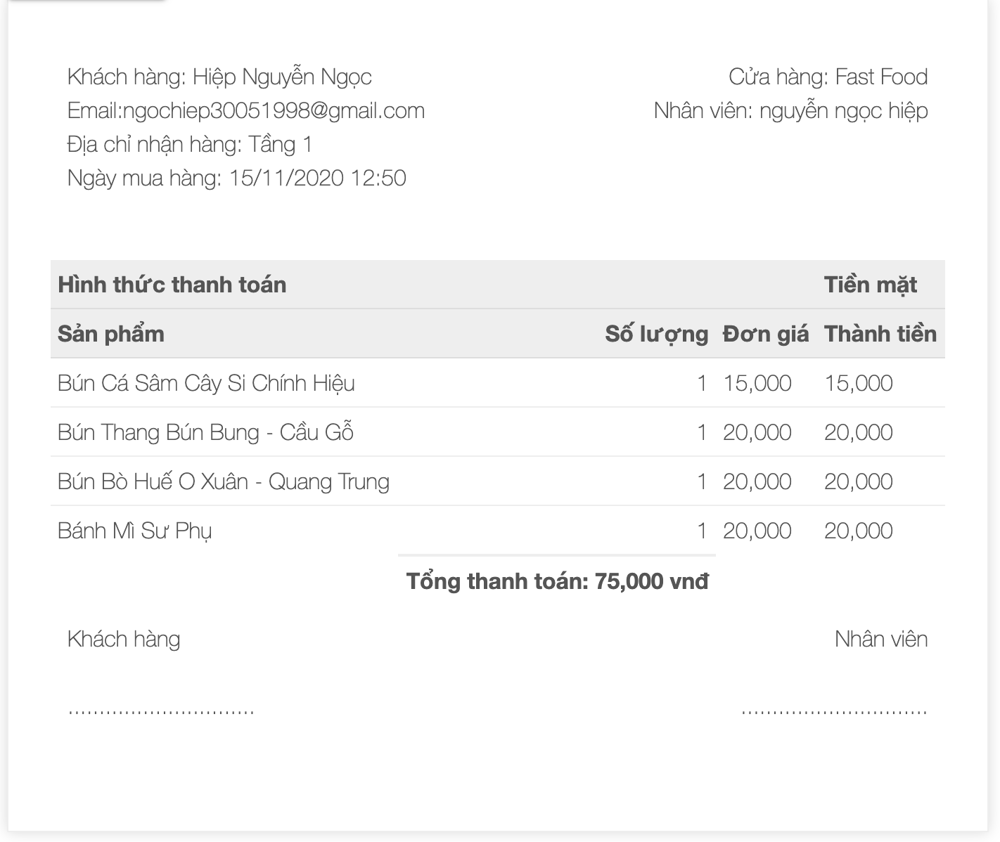 Khách hàng: Hiệp Nguyễn Ngọc
Cửa hàng: Fast Food
Email:ngochiep30051998@gmail.com
Nhân viên: nguyễn ngọc hiệp
Địa chỉ nhận hàng: Tầng 1
Ngày mua hàng: 15/11/2020 12:50
Hình thức thanh toán Tiền mặt
Sản phẩm Số lượng Đơn giá Thành tiền
Bún Cá Sâm Cây Si Chính Hiệu 1 15,000 15,000
Bún Thang Bún Bung - Cầu Gỗ 1 20,000 20,000
Bún Bò Huế O Xuân - Quang Trung 1 20,000 20,000
Bánh Mì Sư Phụ 1 20,000 20,000
Tổng thanh toán: 75,000 vnđ
Khách hàng Nhân viên
.............................. ..............................